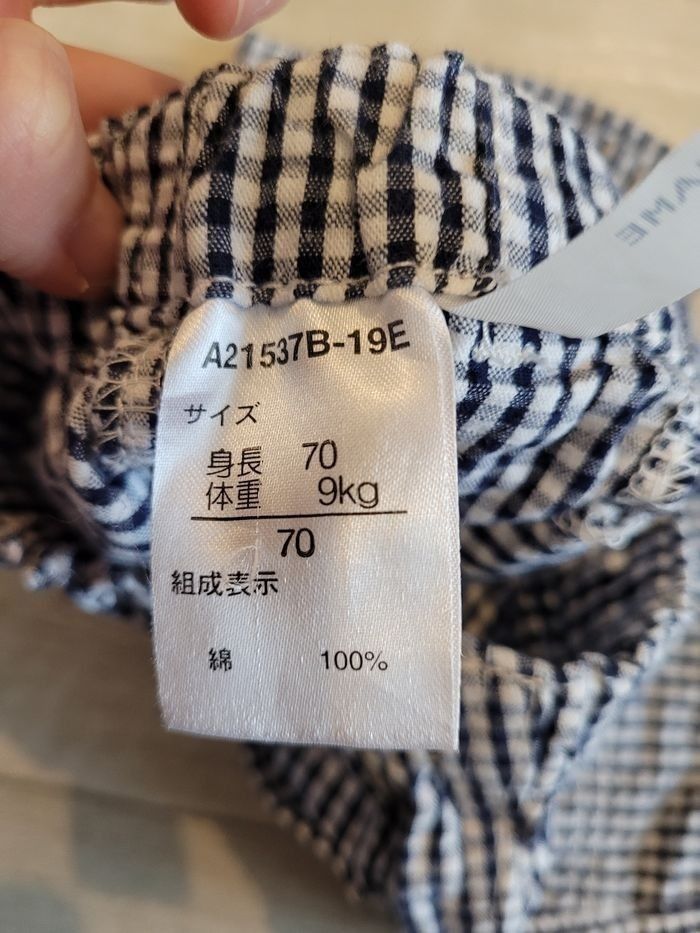 A21537B-19E
サイズ
身長 70
体重 9kg
70
組成表示
綿 100%